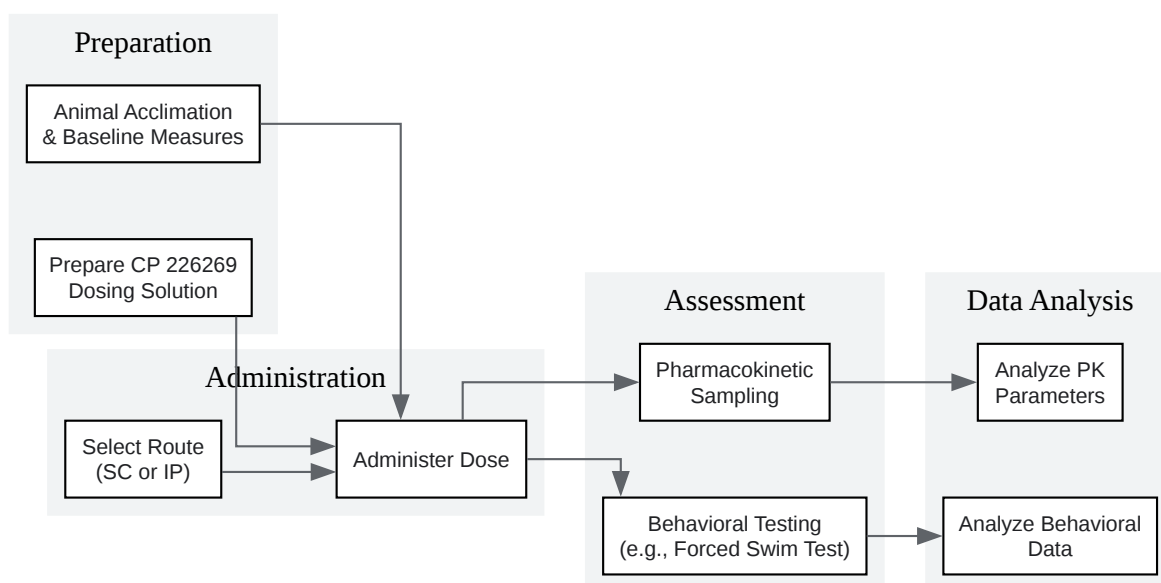 Preparation
Animal Acclimation
& Baseline Measures
Prepare CP 226269
Dosing Solution
Administration
Select Route
(SC or IP)
Administer Dose
Assessment
Pharmacokinetic
Sampling
Behavioral Testing
(e.g., Forced Swim Test)
Data Analysis
Analyze PK
Parameters
Analyze Behavioral
Data